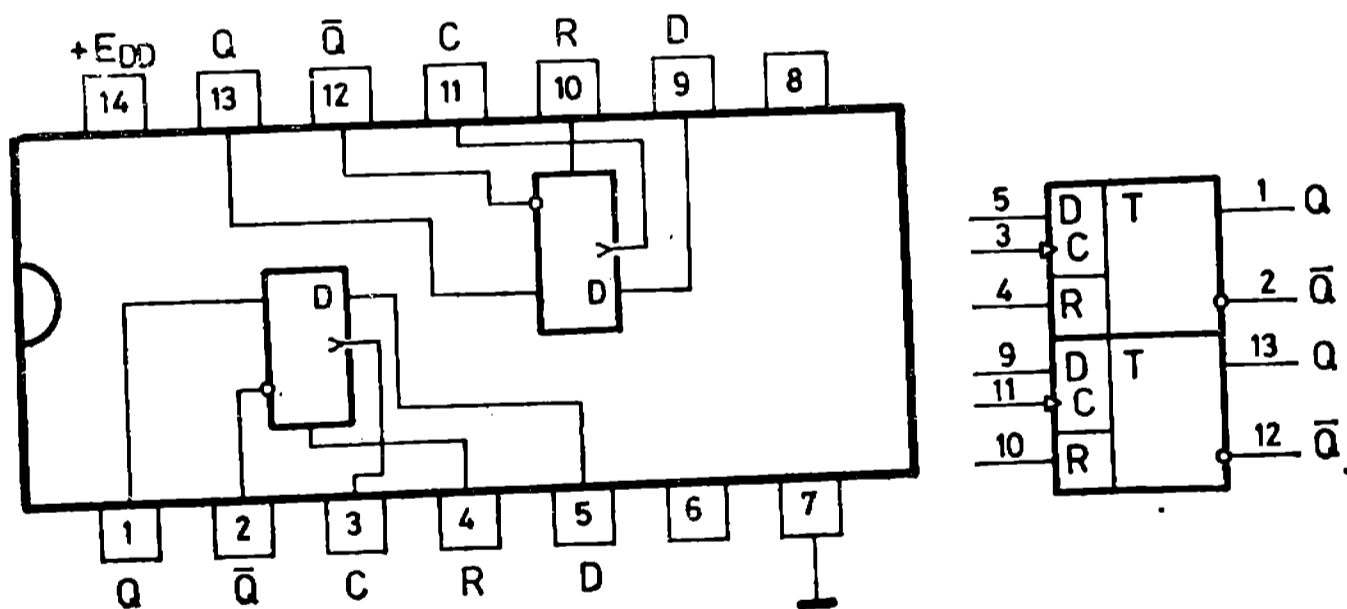 +EDD Q Q̄ C R D
14 13 12 11 10 9 8
D
D
1 2 3 4 5 6 7
Q Q̄ C R D
5 D T 1 Q
3 C
4 R 2 Q̄
9 D T 13 Q
11 C
10 R 12 Q̄